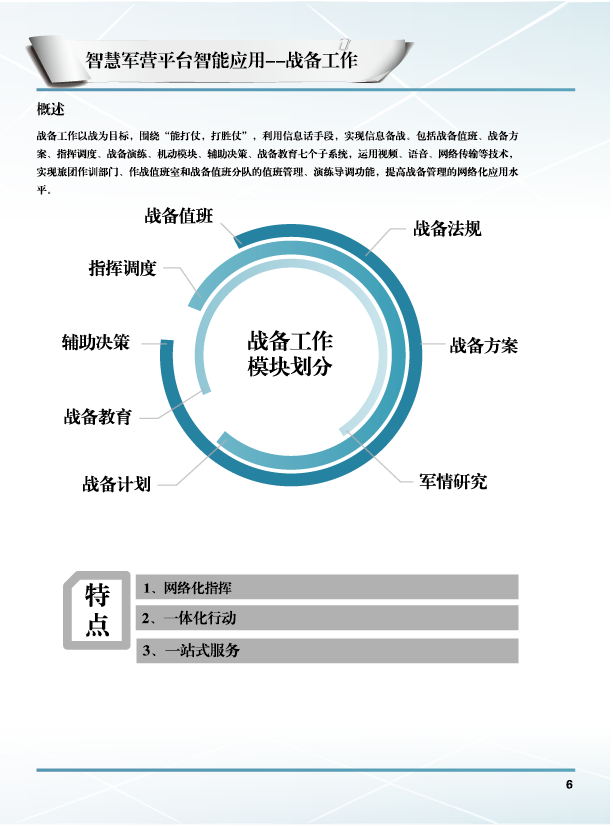 智慧军营平台智能应用--战备工作
概述
战备工作以战为目标，围绕“能打仗，打胜仗”，利用信息话手段，实现信息备战。包括战备值班、战备方
案、指挥调度、战备演练、机动模块、辅助决策、战备教育七个子系统，运用视频、语音、网络传输等技术，
实现旅团作训部门、作战值班室和战备值班分队的值班管理、演练导调功能，提高战备管理的网络化应用水
平。
战备值班
战备法规
指挥调度
辅助决策
战备工作
模块划分
战备方案
战备教育
战备计划
军情研究
特
点
1、网络化指挥
2、一体化行动
3、一站式服务
6